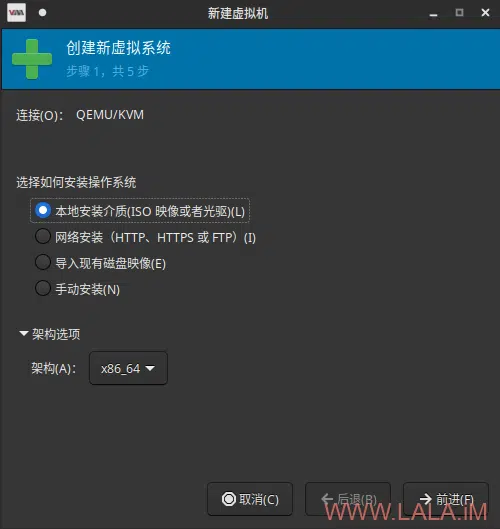 新建虚拟机
创建新虚拟系统
步骤 1，共 5 步
连接(O)： QEMU/KVM
选择如何安装操作系统
本地安装介质(ISO 映像或者光驱)(L)
网络安装（HTTP、HTTPS 或 FTP）(I)
导入现有磁盘映像(E)
手动安装(N)
架构选项
架构(A)： x86_64
取消(C) 后退(B) 前进(F)
WWW.LALA.iM